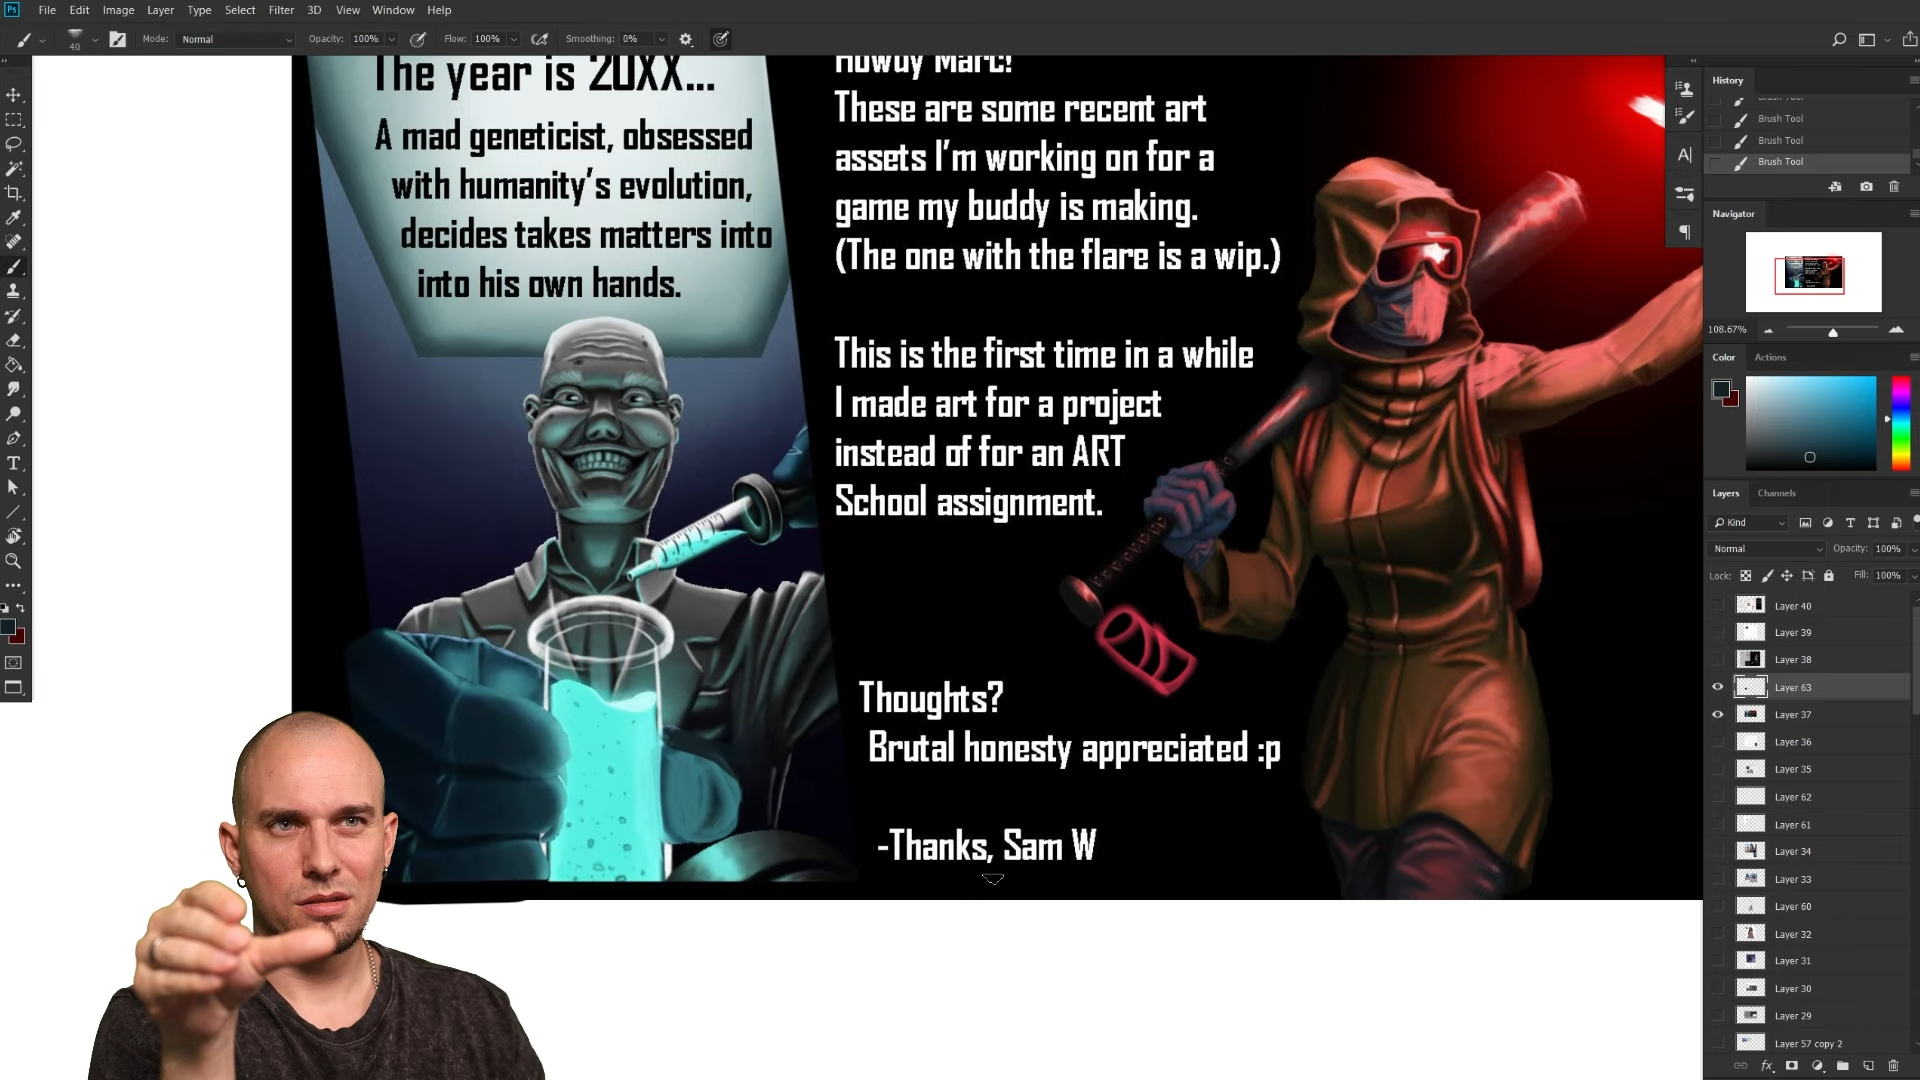 Ps File Edit Image Layer Type Select Filter 3D View Window Help
40 Mode: Normal Opacity: 100% Flow: 100% Smoothing: 0%
The year is 20XX...
A mad geneticist, obsessed
with humanity's evolution,
decides takes matters into
into his own hands.
Howdy Marc!
These are some recent art
assets I'm working on for a
game my buddy is making.
(The one with the flare is a wip.)
This is the first time in a while
I made art for a project
instead of for an ART
School assignment.
Thoughts?
Brutal honesty appreciated :p
-Thanks, Sam W
History
Brush Tool
Brush Tool
Brush Tool
Brush Tool
Navigator
108.67%
Color Actions
Layers Channels
Kind
Normal Opacity: 100%
Lock: Fill: 100%
Layer 40
Layer 39
Layer 38
Layer 63
Layer 37
Layer 36
Layer 35
Layer 62
Layer 61
Layer 34
Layer 33
Layer 60
Layer 32
Layer 31
Layer 30
Layer 29
Layer 57 copy 2
fx